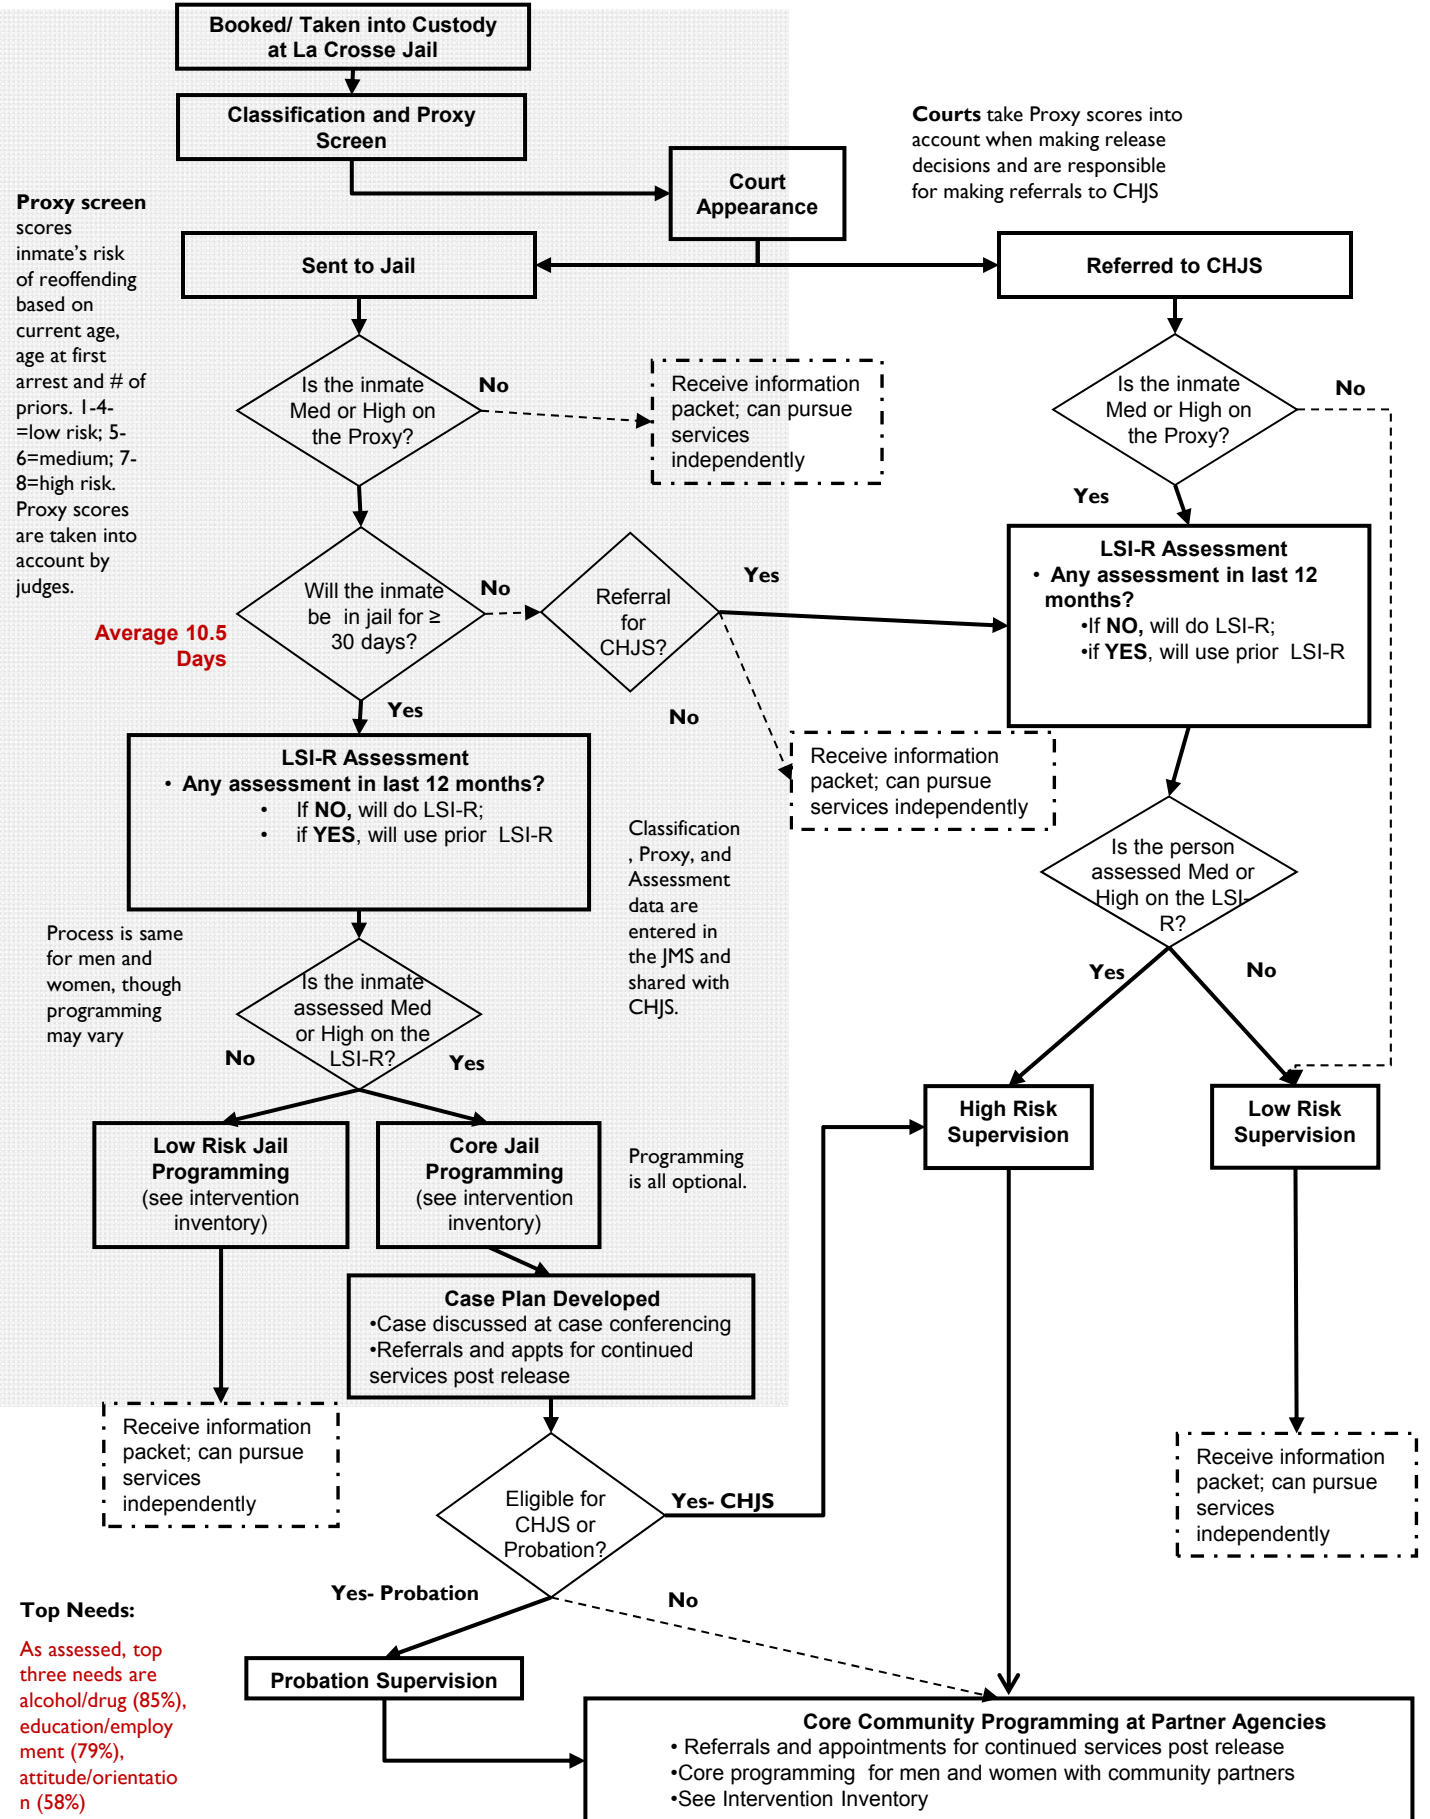 Booked/ Taken into Custody
at La Crosse Jail
Classification and Proxy
Screen
Courts take Proxy scores into
account when making release
decisions and are responsible
for making referrals to CHJS
Court
Appearance
Proxy screen
scores
inmate's risk
of reoffending
based on
current age,
age at first
arrest and # of
priors. 1-4-
=low risk; 5-
6=medium; 7-
8=high risk.
Proxy scores
are taken into
account by
judges.
Sent to Jail
Referred to CHJS
Is the inmate
Med or High on
the Proxy?
No
Receive information
packet; can pursue
services
independently
Is the inmate
Med or High on
the Proxy?
No
Yes
Will the inmate
be in jail for ≥
30 days?
No
Average 10.5
Days
Referral
for
CHJS?
Yes
No
LSI-R Assessment
• Any assessment in last 12
months?
•If NO, will do LSI-R;
•if YES, will use prior LSI-R
Yes
Receive information
packet; can pursue
services independently
LSI-R Assessment
• Any assessment in last 12 months?
• If NO, will do LSI-R;
• if YES, will use prior LSI-R
Classification
, Proxy, and
Assessment
data are
entered in
the JMS and
shared with
CHJS.
Is the person
assessed Med or
High on the LSI-
R?
Yes
No
Process is same
for men and
women, though
programming
may vary
Is the inmate
assessed Med
or High on the
LSI-R?
No
Yes
High Risk
Supervision
Low Risk
Supervision
Low Risk Jail
Programming
(see intervention
inventory)
Core Jail
Programming
(see intervention
inventory)
Programming
is all optional.
Case Plan Developed
•Case discussed at case conferencing
•Referrals and appts for continued
services post release
Receive information
packet; can pursue
services
independently
Eligible for
CHJS or
Probation?
Yes- CHJS
Receive information
packet; can pursue
services
independently
Yes- Probation
No
Top Needs:
As assessed, top
three needs are
alcohol/drug (85%),
education/employ
ment (79%),
attitude/orientatio
n (58%)
Probation Supervision
Core Community Programming at Partner Agencies
• Referrals and appointments for continued services post release
•Core programming for men and women with community partners
•See Intervention Inventory